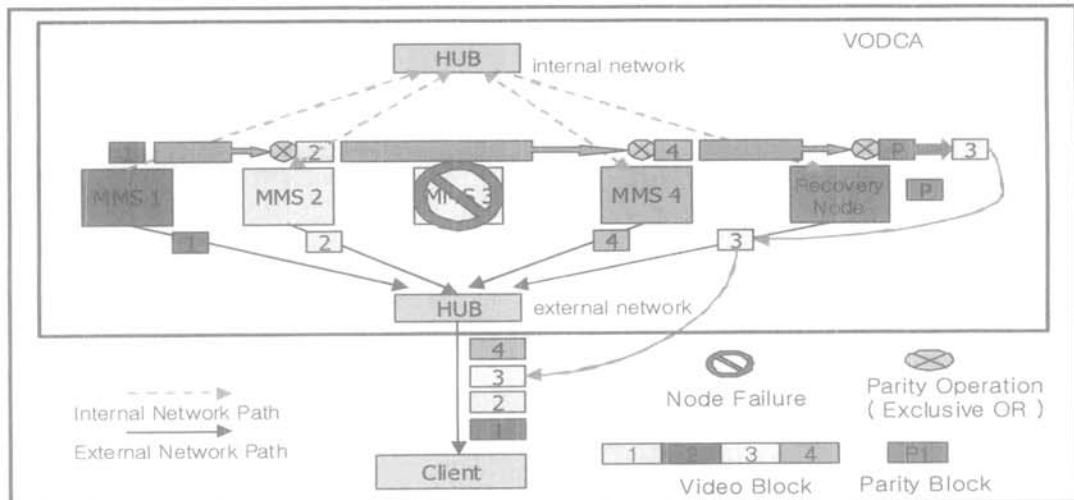 VODCA
HUB
internal network
1
2
4
P
3
MMS 1
MMS 2
MMS 3
MMS 4
Recovery
Node
P
1
2
4
3
HUB
external network
4
3
2
1
Internal Network Path
External Network Path
Client
Node Failure
Parity Operation
( Exclusive OR )
1 2 3 4
P1
Video Block
Parity Block